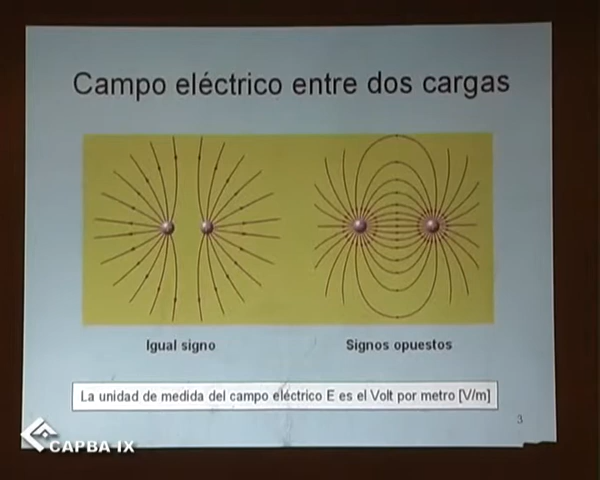 Campo eléctrico entre dos cargas
Igual signo
Signos opuestos
La unidad de medida del campo eléctrico E es el Volt por metro [V/m]
3
CAPBA IX